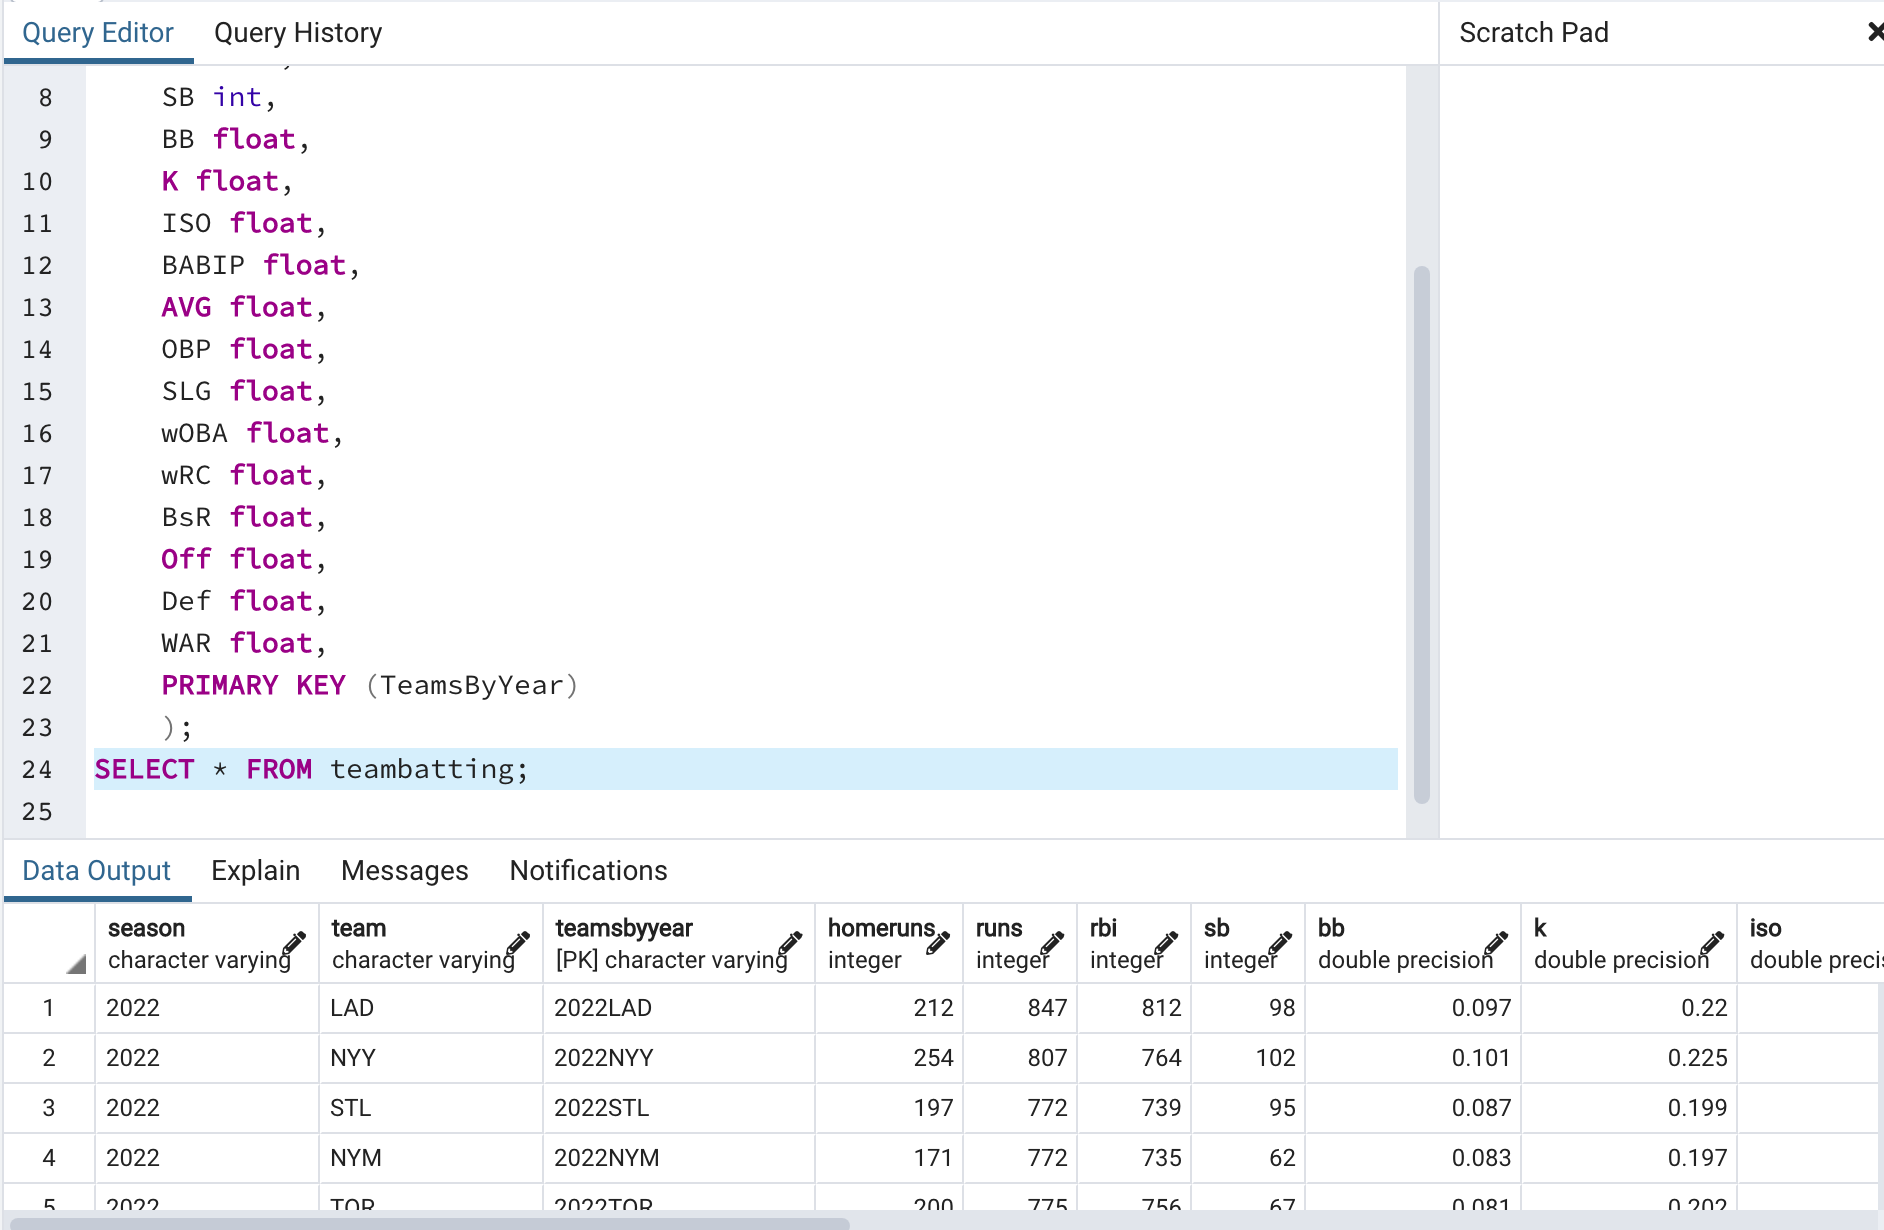 Query Editor Query History Scratch Pad
8 SB int,
9 BB float,
10 K float,
11 ISO float,
12 BABIP float,
13 AVG float,
14 OBP float,
15 SLG float,
16 wOBA float,
17 wRC float,
18 BsR float,
19 Off float,
20 Def float,
21 WAR float,
22 PRIMARY KEY (TeamsByYear)
23 );
24 SELECT * FROM teambatting;
25
Data Output Explain Messages Notifications
season team teamsbyyear homeruns runs rbi sb bb k iso
character varying character varying [PK] character varying integer integer integer integer double precision double precision double precis
1 2022 LAD 2022LAD 212 847 812 98 0.097 0.22
2 2022 NYY 2022NYY 254 807 764 102 0.101 0.225
3 2022 STL 2022STL 197 772 739 95 0.087 0.199
4 2022 NYM 2022NYM 171 772 735 62 0.083 0.197
5 2022 TOR 2022TOR 200 775 756 67 0.081 0.202